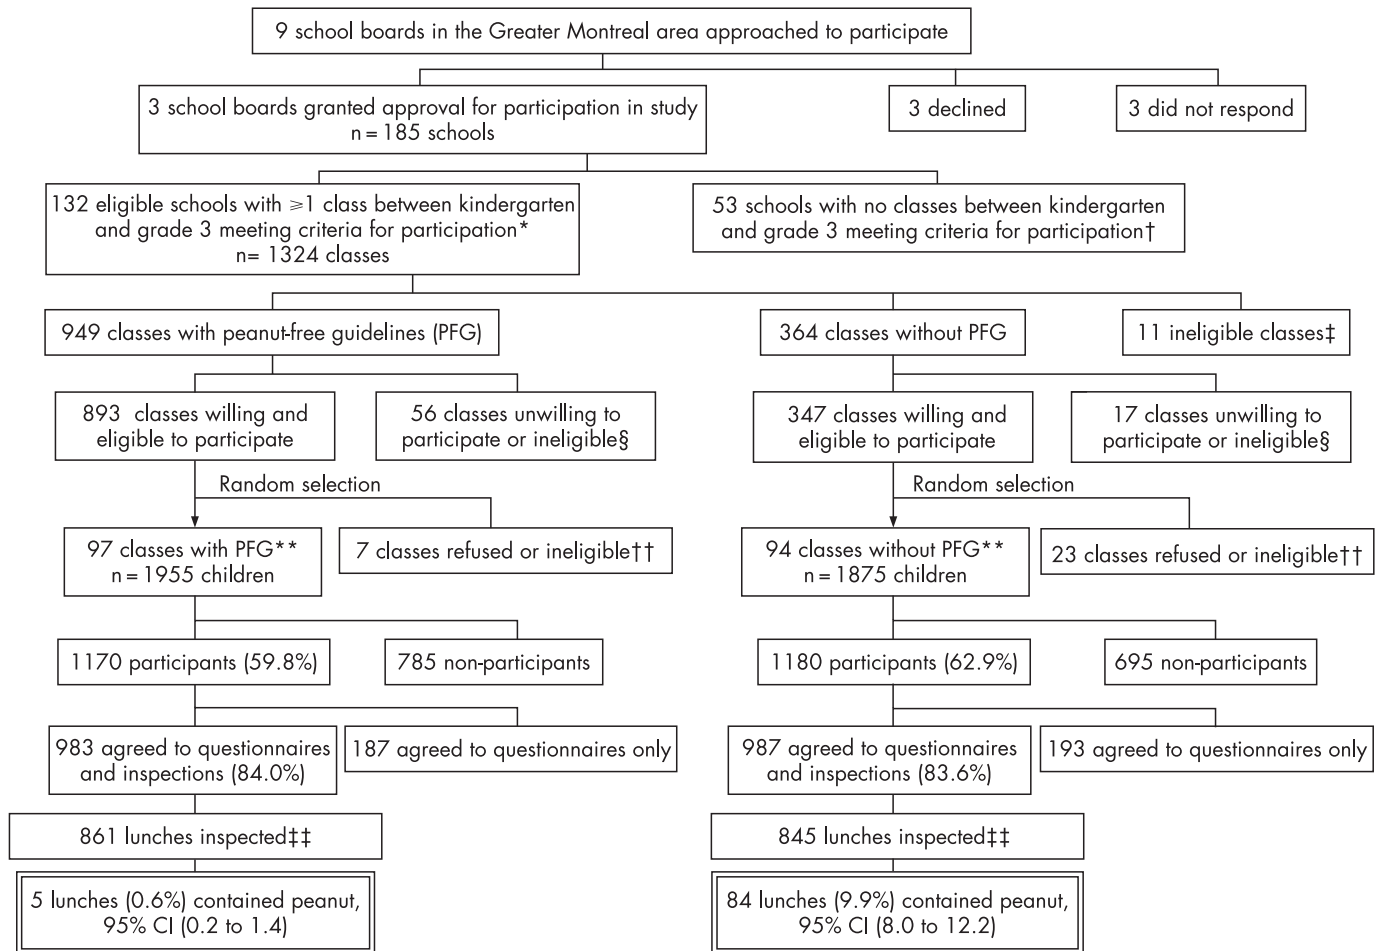 9 school boards in the Greater Montreal area approached to participate
3 school boards granted approval for participation in study
n = 185 schools
3 declined
3 did not respond
132 eligible schools with ⩾1 class between kindergarten
and grade 3 meeting criteria for participation*
n= 1324 classes
53 schools with no classes between kindergarten
and grade 3 meeting criteria for participation†
949 classes with peanut-free guidelines (PFG)
364 classes without PFG
11 ineligible classes‡
893 classes willing and
eligible to participate
56 classes unwilling to
participate or ineligible§
347 classes willing and
eligible to participate
17 classes unwilling to
participate or ineligible§
Random selection
Random selection
97 classes with PFG**
n = 1955 children
7 classes refused or ineligible††
94 classes without PFG**
n = 1875 children
23 classes refused or ineligible††
1170 participants (59.8%)
785 non-participants
1180 participants (62.9%)
695 non-participants
983 agreed to questionnaires
and inspections (84.0%)
187 agreed to questionnaires only
987 agreed to questionnaires
and inspections (83.6%)
193 agreed to questionnaires only
861 lunches inspected‡‡
845 lunches inspected‡‡
5 lunches (0.6%) contained peanut,
95% CI (0.2 to 1.4)
84 lunches (9.9%) contained peanut,
95% CI (8.0 to 12.2)